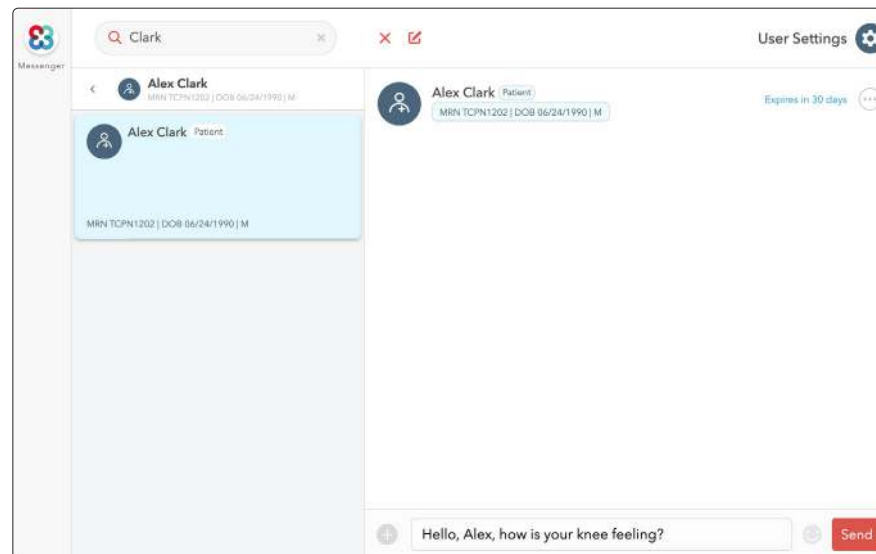 Messenger
Clark
User Settings
Alex Clark
MRN TCPN1202 | DOB 06/24/1990 | M
Alex Clark Patient
MRN TCPN1202 | DOB 06/24/1990 | M
Alex Clark Patient
MRN TCPN1202 | DOB 06/24/1990 | M
Expires in 30 days
Hello, Alex, how is your knee feeling?
Send